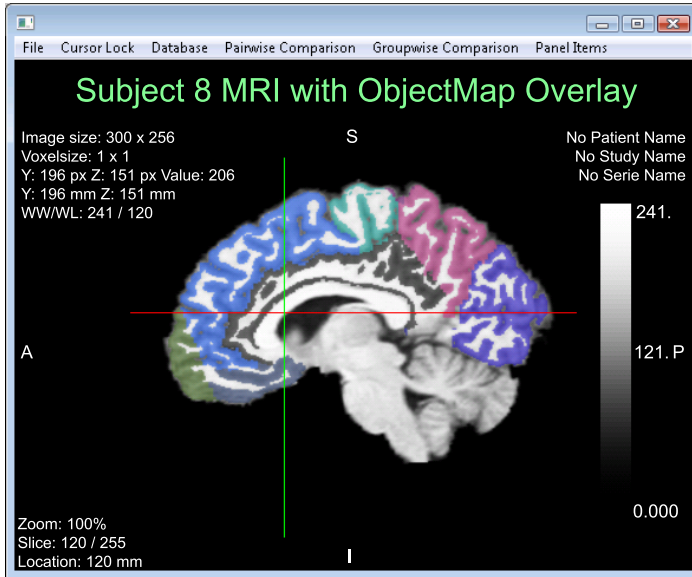 File Cursor Lock Database Pairwise Comparison Groupwise Comparison Panel Items
Subject 8 MRI with ObjectMap Overlay
Image size: 300 x 256
Voxelsize: 1 x 1
Y: 196 px Z: 151 px Value: 206
Y: 196 mm Z: 151 mm
WW/WL: 241 / 120
S
No Patient Name
No Study Name
No Serie Name
241.
A
121. P
0.000
Zoom: 100%
Slice: 120 / 255
Location: 120 mm
I